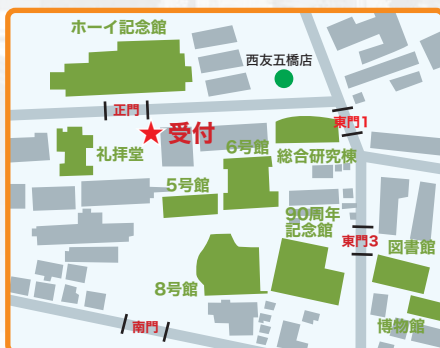 ホーイ記念館
西友五橋店
正門
東門1
★受付
6号館
総合研究棟
礼拝堂
5号館
90周年
記念館
東門3
図書館
8号館
南門
博物館